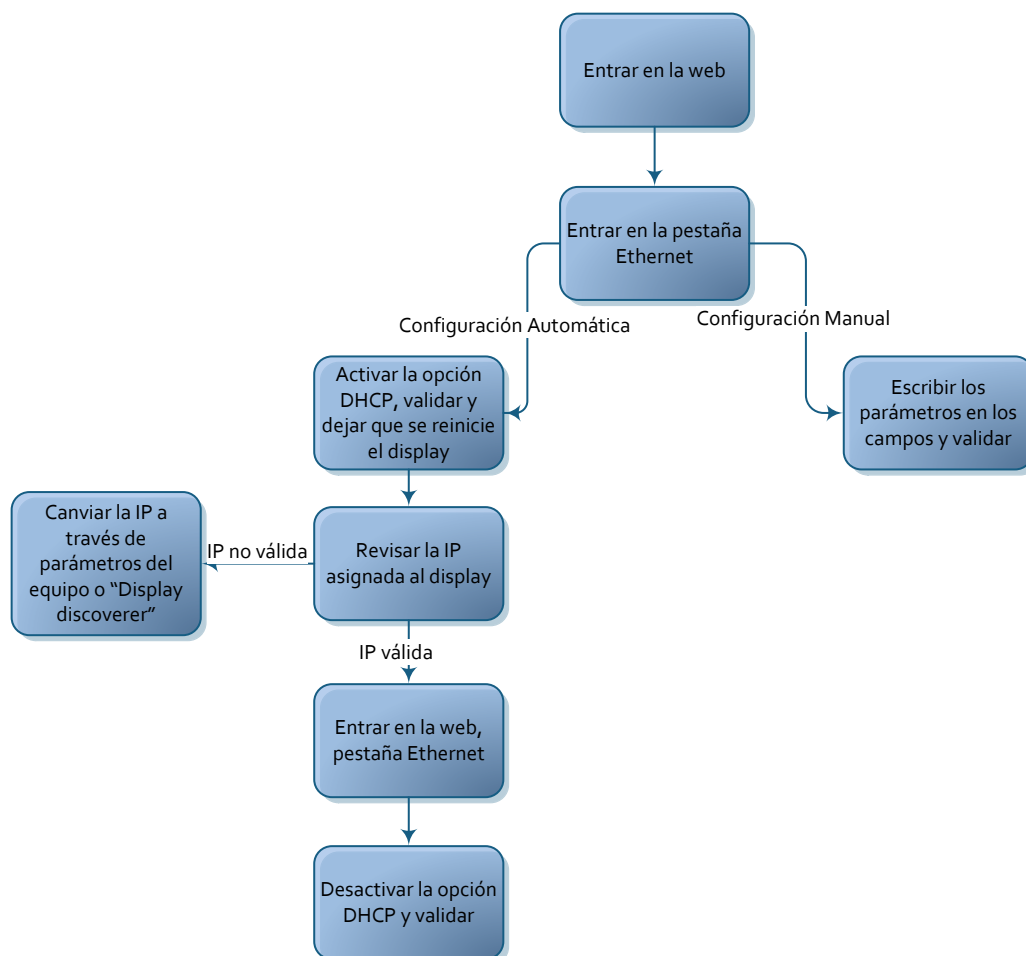 Entrar en la web
Entrar en la pestaña
Ethernet
Configuración Automática
Configuración Manual
Activar la opción
DHCP, validar y
dejar que se reinicie
el display
Escribir los
parámetros en los
campos y validar
Canviar la IP a
través de
parámetros del
equipo o “Display
discoverer”
IP no válida
Revisar la IP
asignada al display
IP válida
Entrar en la web,
pestaña Ethernet
Desactivar la opción
DHCP y validar